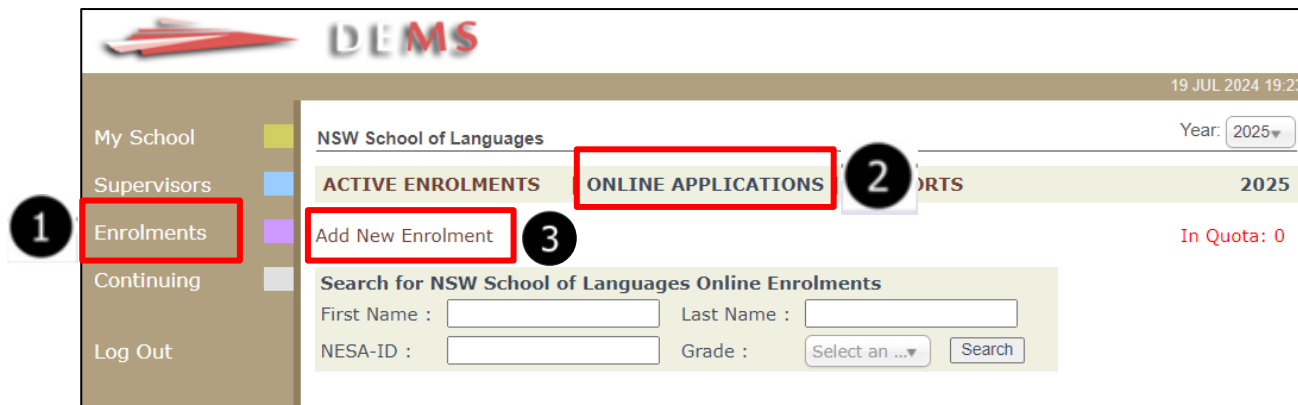 DEMS
19 JUL 2024 19:23
My School
NSW School of Languages
Year: 2025
Supervisors
ACTIVE ENROLMENTS | ONLINE APPLICATIONS 2 ORTS 2025
1 Enrolments
Add New Enrolment 3 In Quota: 0
Continuing
Search for NSW School of Languages Online Enrolments
First Name : Last Name :
Log Out
NESA-ID : Grade : Select an ... Search